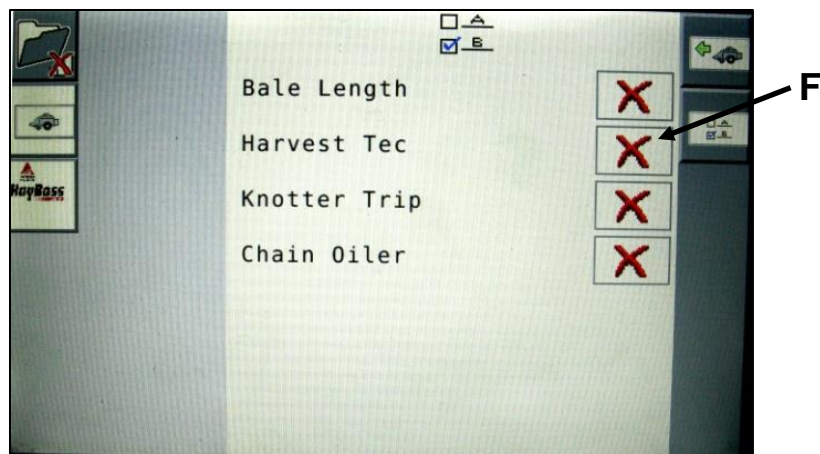 A
B
Bale Length
F
Harvest Tec
A
B
HayBoss
Knotter Trip
Chain Oiler